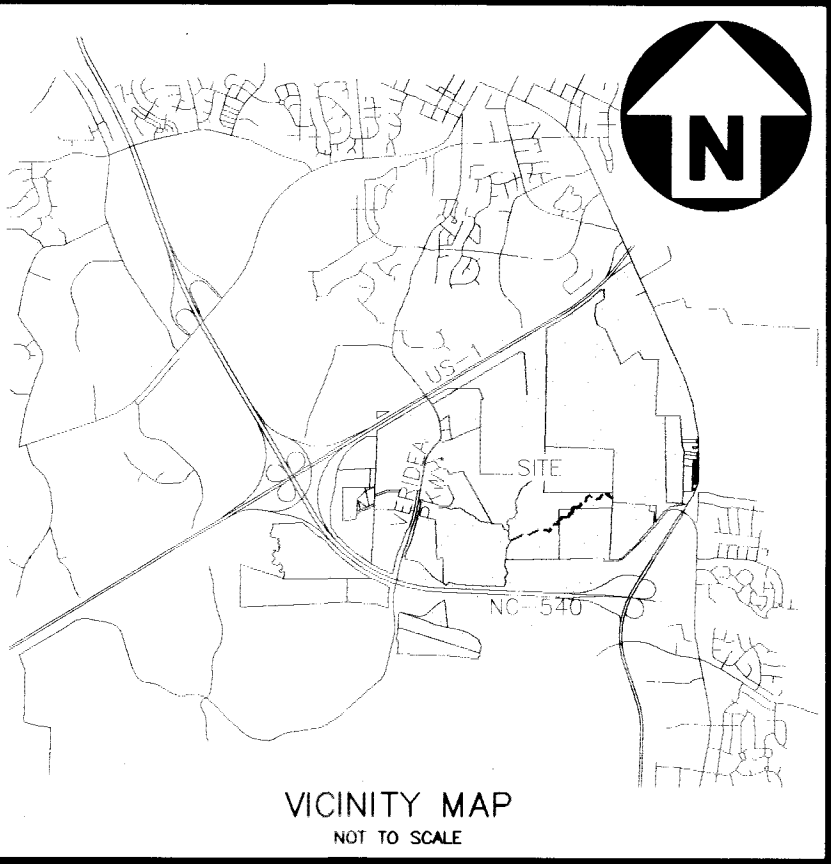 N
US-1
VERIDEA
PKWY.
SITE
NC-540
VICINITY MAP
NOT TO SCALE